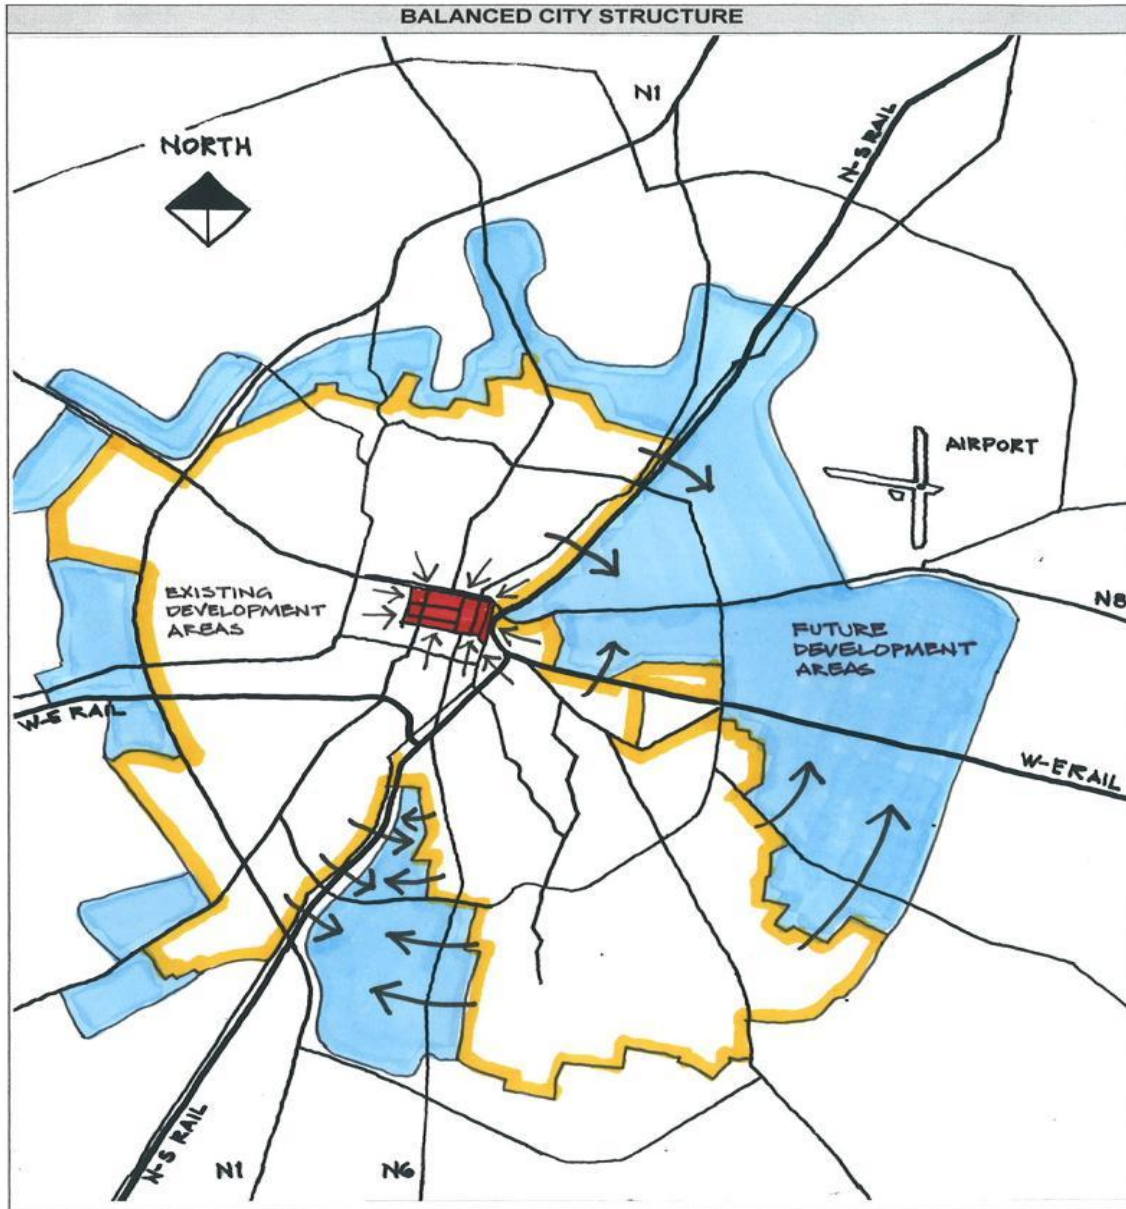 BALANCED CITY STRUCTURE
N1
NORTH
N-S RAIL
AIRPORT
EXISTING
DEVELOPMENT
AREAS
N8
FUTURE
DEVELOPMENT
AREAS
W-E RAIL
W-E RAIL
N-S RAIL
N1
N6